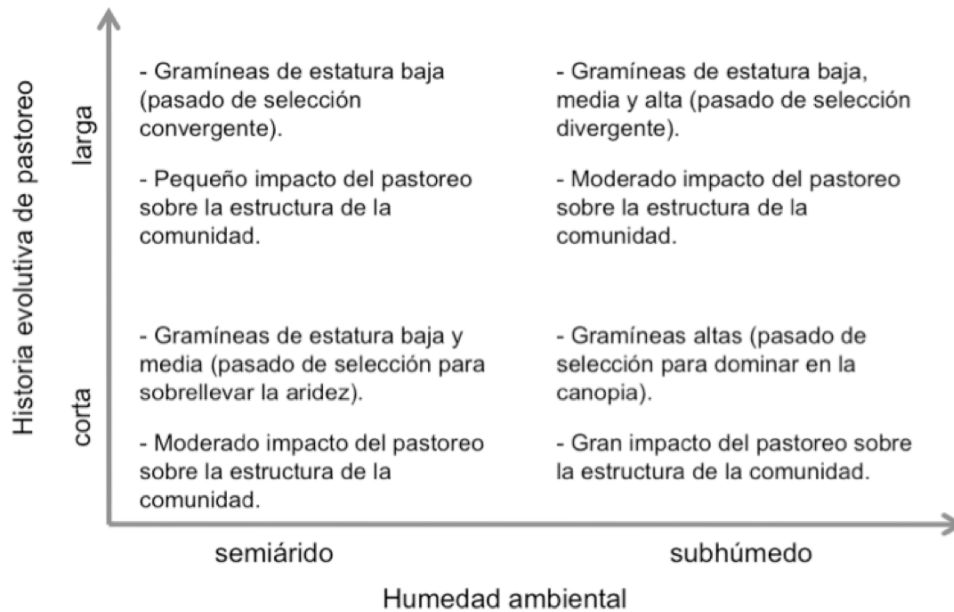 Historia evolutiva de pastoreo
larga
corta
- Gramíneas de estatura baja
(pasado de selección
convergente).
- Pequeño impacto del pastoreo
sobre la estructura de la
comunidad.
- Gramíneas de estatura baja,
media y alta (pasado de selección
divergente).
- Moderado impacto del pastoreo
sobre la estructura de la
comunidad.
- Gramíneas de estatura baja y
media (pasado de selección para
sobrellevar la aridez).
- Moderado impacto del pastoreo
sobre la estructura de la
comunidad.
- Gramíneas altas (pasado de
selección para dominar en la
canopia).
- Gran impacto del pastoreo sobre
la estructura de la comunidad.
semiárido
subhúmedo
Humedad ambiental